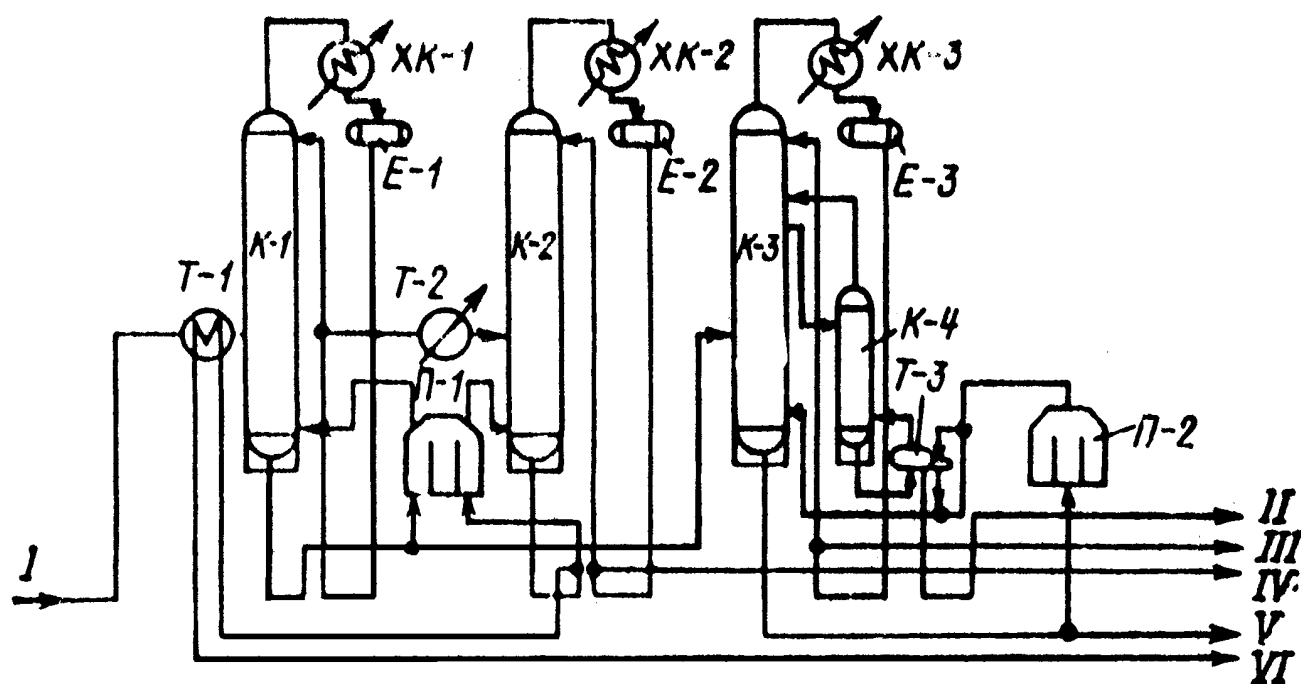 ХК-1
ХК-2
ХК-3
Е-1
Е-2
Е-3
К-1
К-2
К-3
Т-1
Т-2
К-4
Т-3
П-1
П-2
I
II
III
IV
V
VI